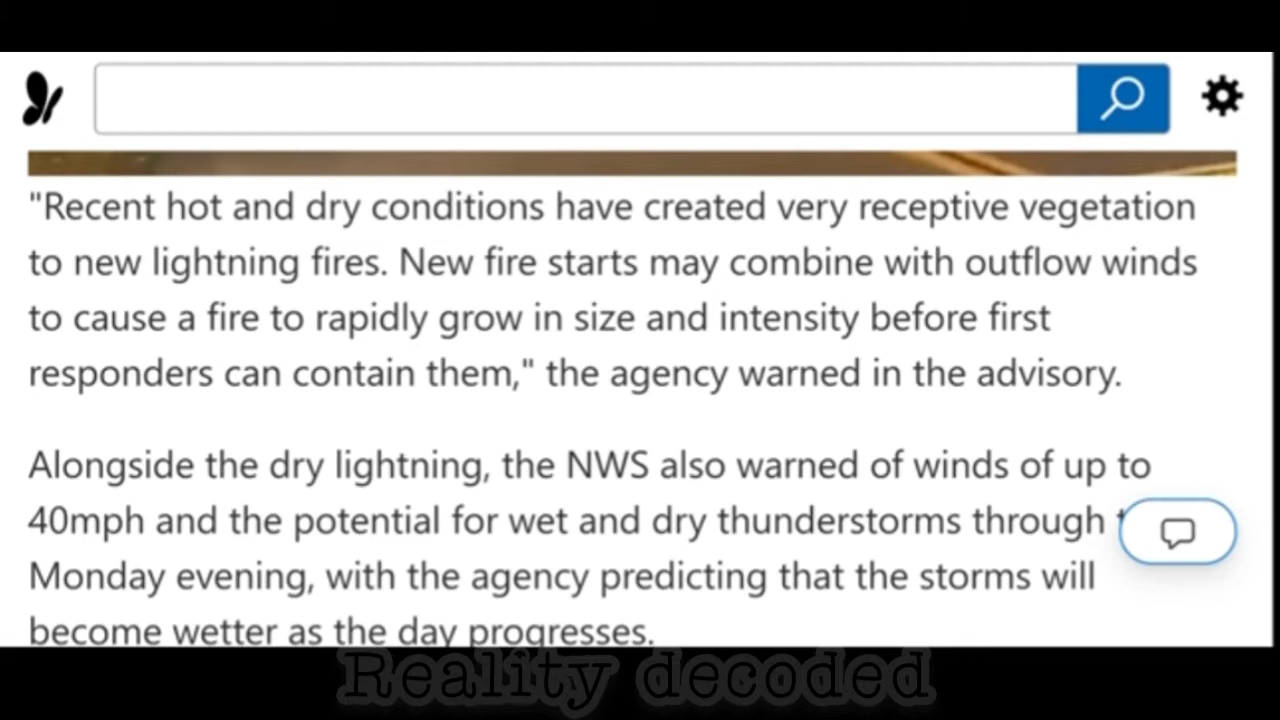 "Recent hot and dry conditions have created very receptive vegetation
to new lightning fires. New fire starts may combine with outflow winds
to cause a fire to rapidly grow in size and intensity before first
responders can contain them," the agency warned in the advisory.
Alongside the dry lightning, the NWS also warned of winds of up to
40mph and the potential for wet and dry thunderstorms through
Monday evening, with the agency predicting that the storms will
become wetter as the day progresses.
Reality decoded